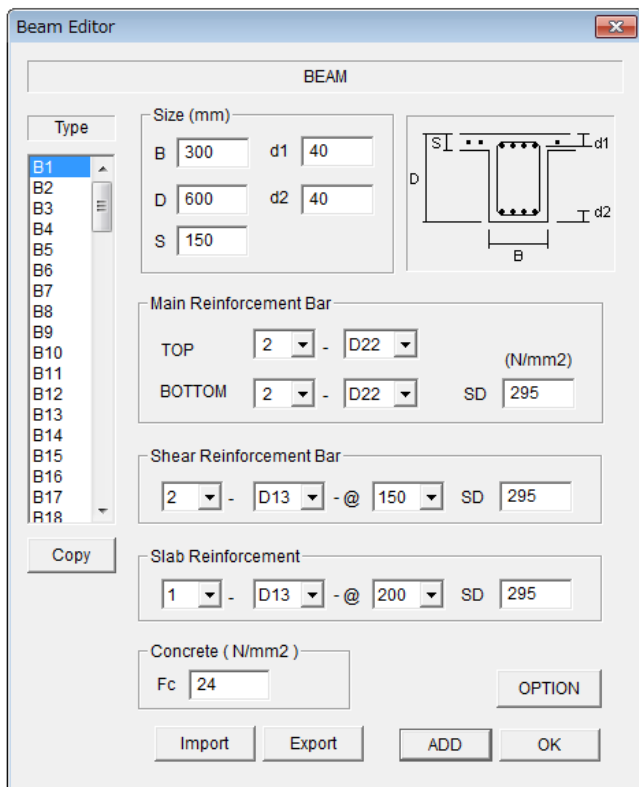 Beam Editor
BEAM
Type
B1
B2
B3
B4
B5
B6
B7
B8
B9
B10
B11
B12
B13
B14
B15
B16
B17
B18
Copy
Size (mm)
B 300 d1 40
D 600 d2 40
S 150
S d1
D
d2
B
Main Reinforcement Bar
TOP 2 - D22
(N/mm2)
BOTTOM 2 - D22 SD 295
Shear Reinforcement Bar
2 - D13 - @ 150 SD 295
Slab Reinforcement
1 - D13 - @ 200 SD 295
Concrete ( N/mm2 )
Fc 24
OPTION
Import Export ADD OK